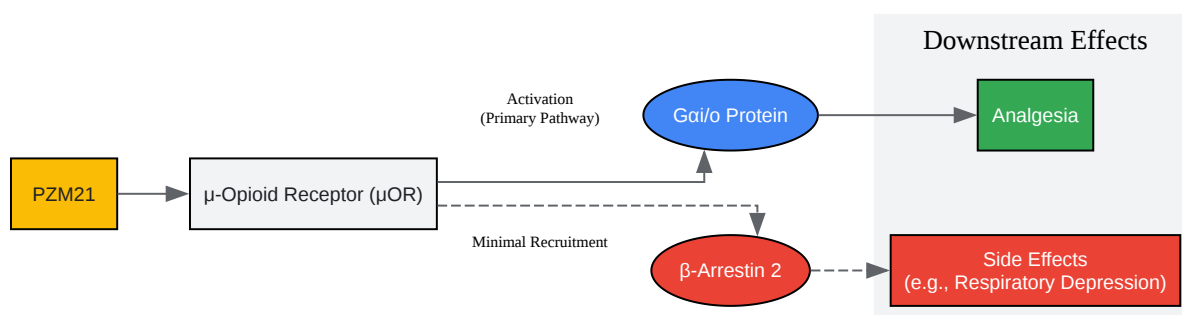 Downstream Effects
Activation
(Primary Pathway)
Gαi/o Protein
Analgesia
PZM21
μ-Opioid Receptor (μOR)
Minimal Recruitment
β-Arrestin 2
Side Effects
(e.g., Respiratory Depression)